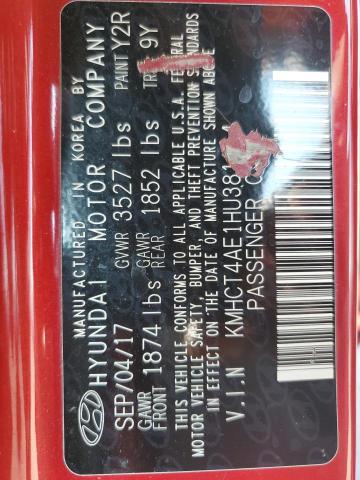 MANUFACTURED IN KOREA BY
HYUNDAI MOTOR COMPANY
SEP/04/17 GVWR 3527 lbs PAINT Y2R
GAWR FRONT 1874 lbs GAWR REAR 1852 lbs 9Y
THIS VEHICLE CONFORMS TO ALL APPLICABLE U.S.A. FEDERAL
MOTOR VEHICLE SAFETY, BUMPER, AND THEFT PREVENTION STANDARDS
IN EFFECT ON THE DATE OF MANUFACTURE SHOWN ABOVE
V.I.N KMHCT4AE1HU38
PASSENGER